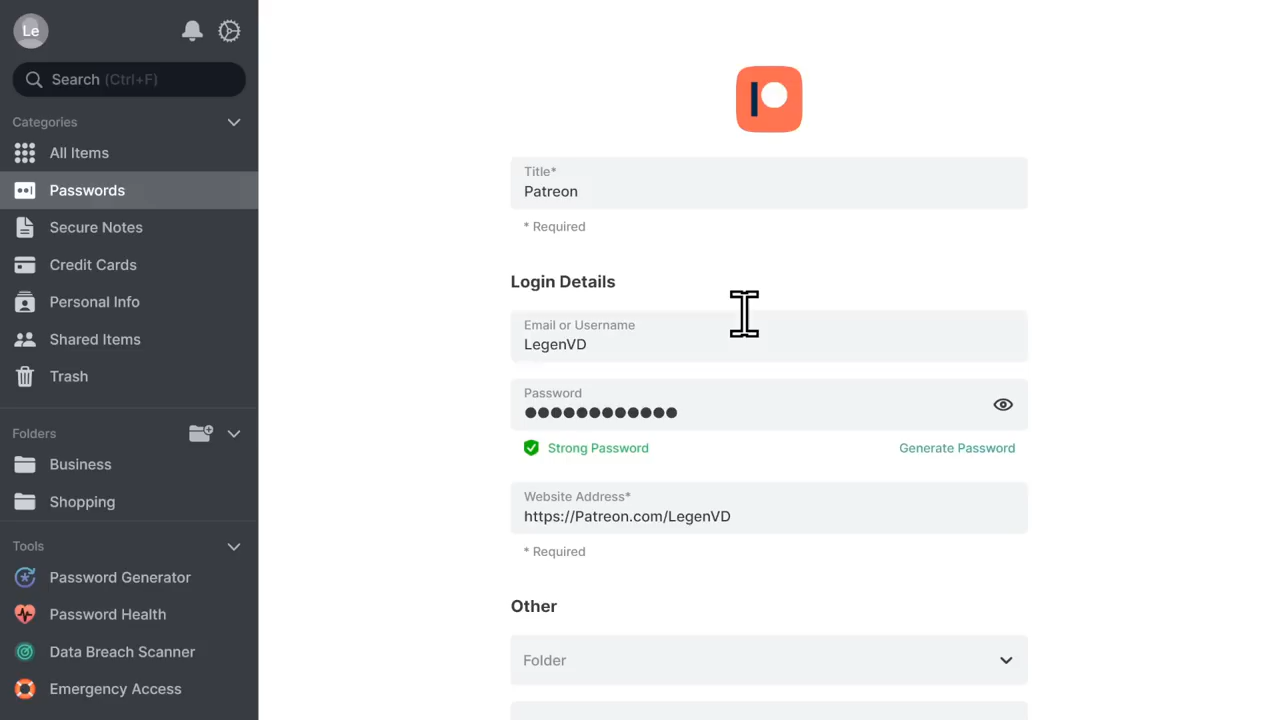 Le
Search (Ctrl+F)
Categories
All Items
Passwords
Secure Notes
Credit Cards
Personal Info
Shared Items
Trash
Folders
Business
Shopping
Tools
Password Generator
Password Health
Data Breach Scanner
Emergency Access
Title*
Patreon
* Required
Login Details
Email or Username
LegenVD
Password
●●●●●●●●●●●●
Strong Password
Generate Password
Website Address*
https://Patreon.com/LegenVD
* Required
Other
Folder